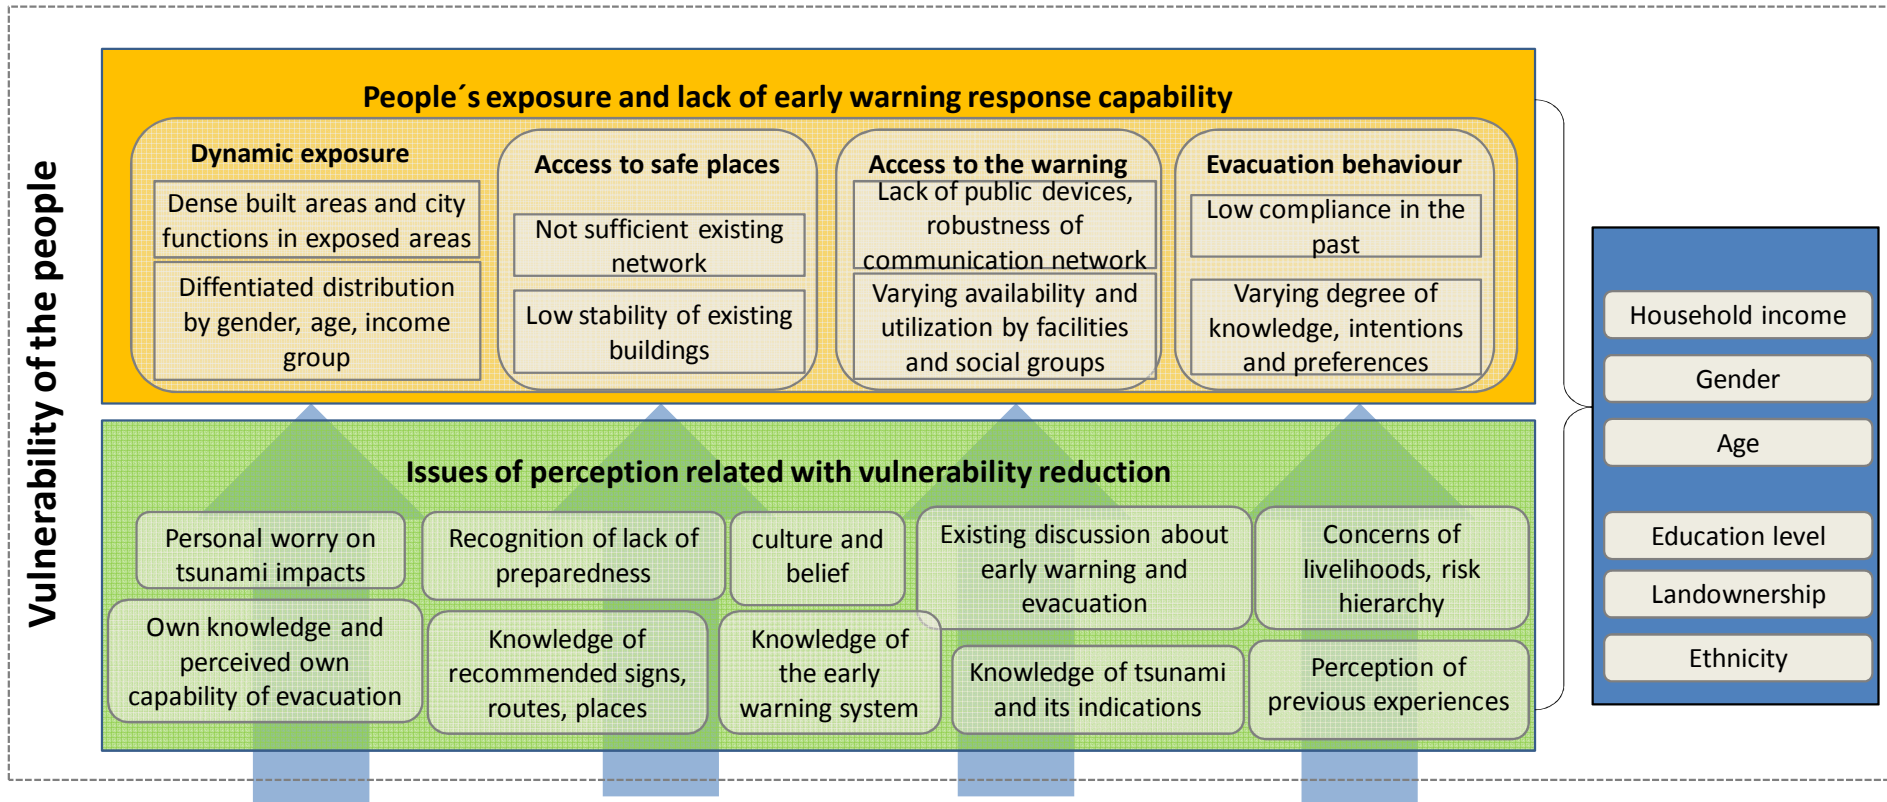 Vulnerability of the people
People´s exposure and lack of early warning response capability
Dynamic exposure
Dense built areas and city
functions in exposed areas
Diffentiated distribution
by gender, age, income
group
Access to safe places
Not sufficient existing
network
Low stability of existing
buildings
Access to the warning
Lack of public devices,
robustness of
communication network
Varying availability and
utilization by facilities
and social groups
Evacuation behaviour
Low compliance in the
past
Varying degree of
knowledge, intentions
and preferences
Issues of perception related with vulnerability reduction
Personal worry on
tsunami impacts
Recognition of lack of
preparedness
culture and
belief
Existing discussion about
early warning and
evacuation
Concerns of
livelihoods, risk
hierarchy
Own knowledge and
perceived own
capability of evacuation
Knowledge of
recommended signs,
routes, places
Knowledge of
the early
warning system
Knowledge of tsunami
and its indications
Perception of
previous experiences
Household income
Gender
Age
Education level
Landownership
Ethnicity